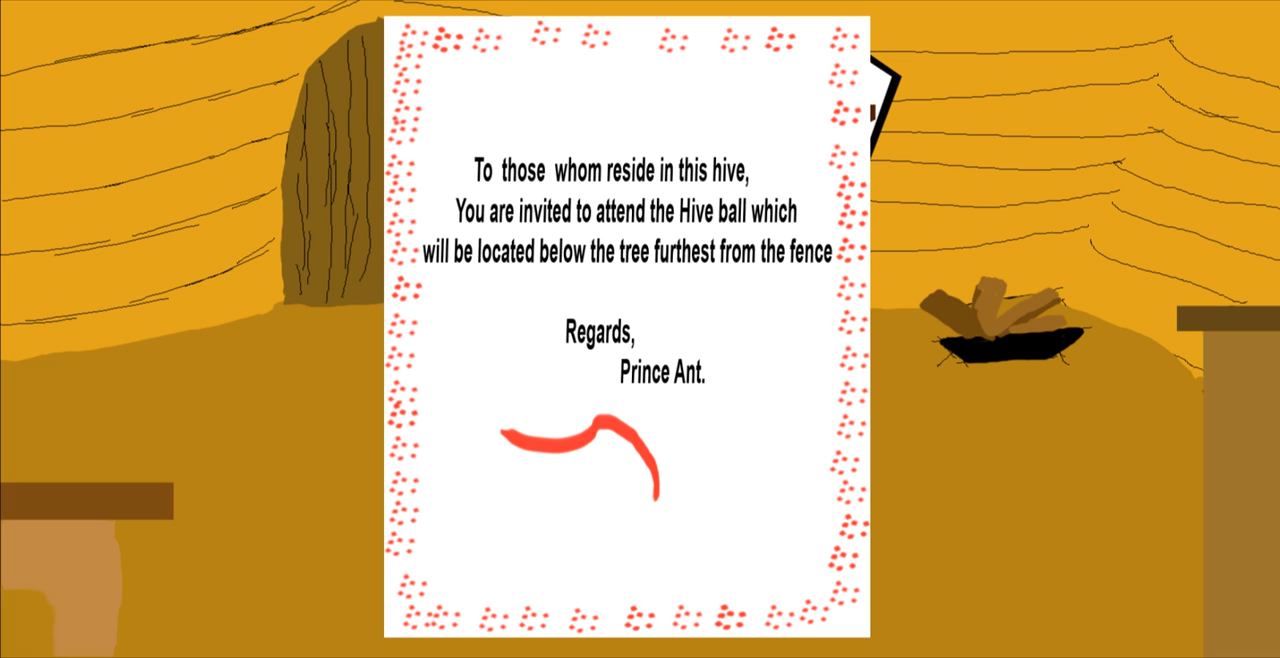 To those whom reside in this hive,
You are invited to attend the Hive ball which
will be located below the tree furthest from the fence
Regards,
Prince Ant.